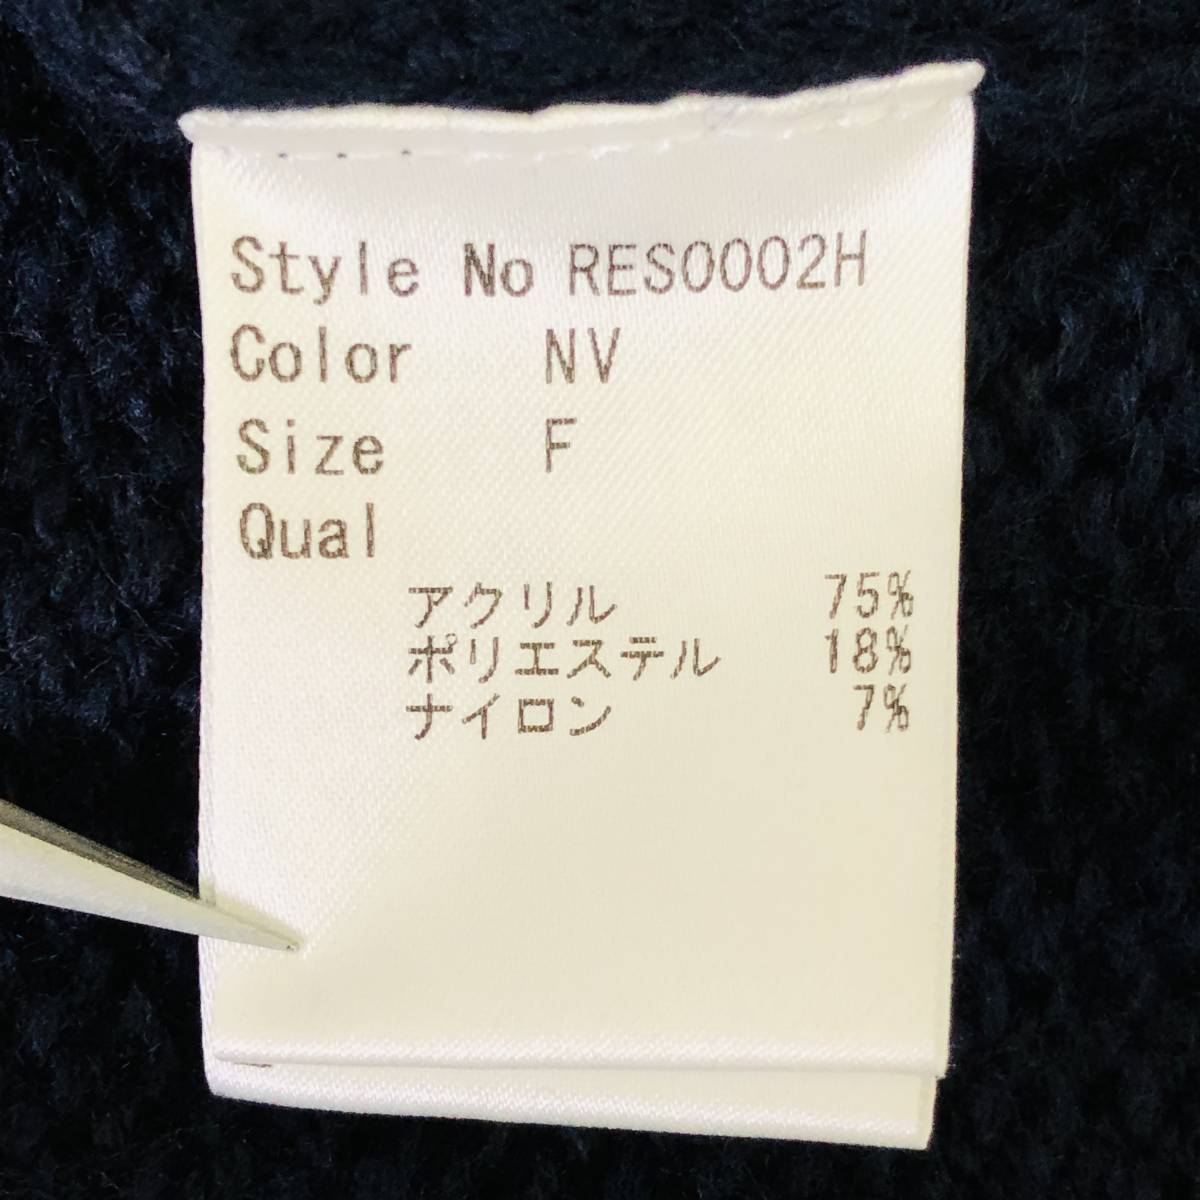 Style No RES0002H
Color NV
Size F
Qual
アクリル 75%
ポリエステル 18%
ナイロン 7%